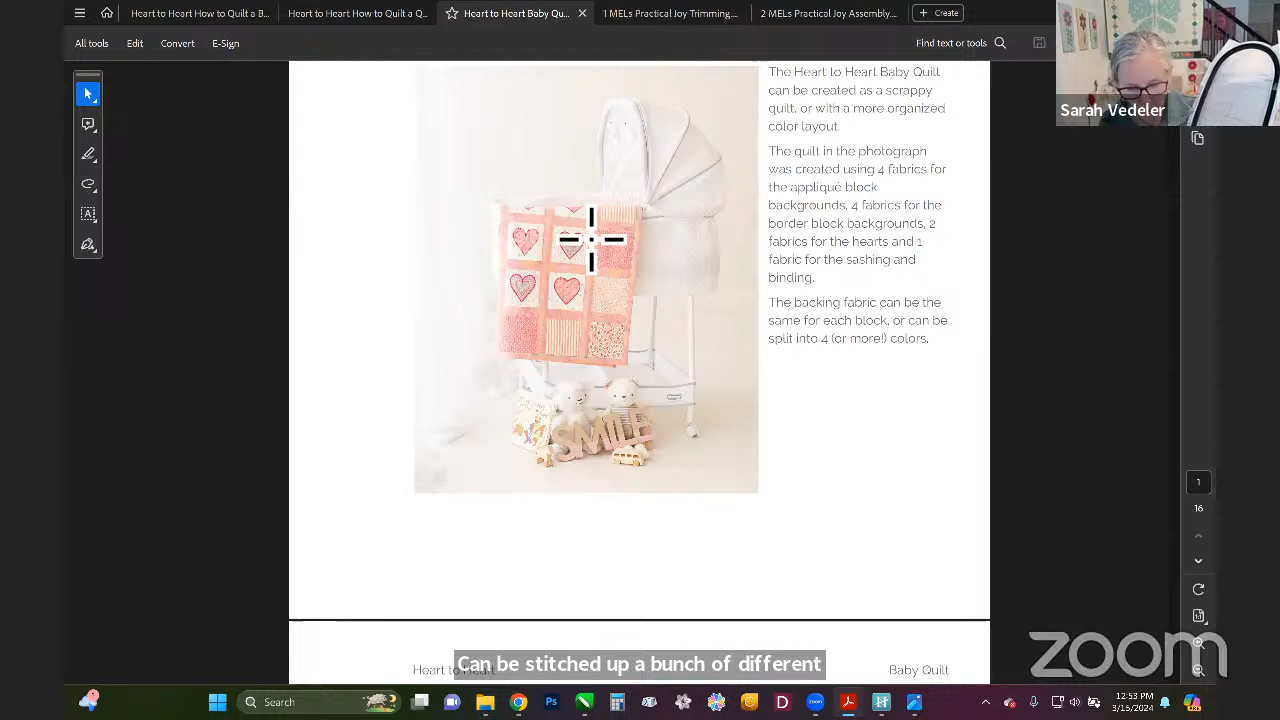 Heart to Heart How to Quilt a B...
Heart to Heart How to Quilt a Q...
Heart to Heart Baby Qu...
1 MELs Practical Joy Trimming...
2 MELs Practical Joy Assembly...
+ Create
All tools
Edit
Convert
E-Sign
Find text or tools
Sarah Vedeler
The Heart to Heart Baby Quilt
can be created as a scrappy
quilt, or with a more organized
color layout.
The quilt in the photograph
was created using 4 fabrics for
the appliqué block
backgrounds, 4 fabrics for the
border block backgrounds, 2
fabrics for the hearts and 1
fabric for the sashing and
binding.
The backing fabric can be the
same for each block, or can be
split into 4 (or more!) colors.
SMILE
1
16
Heart to Heart
Baby Quilt
Can be stitched up a bunch of different
zoom
Search
Ps
D
zoom
12:53 PM
3/15/2024